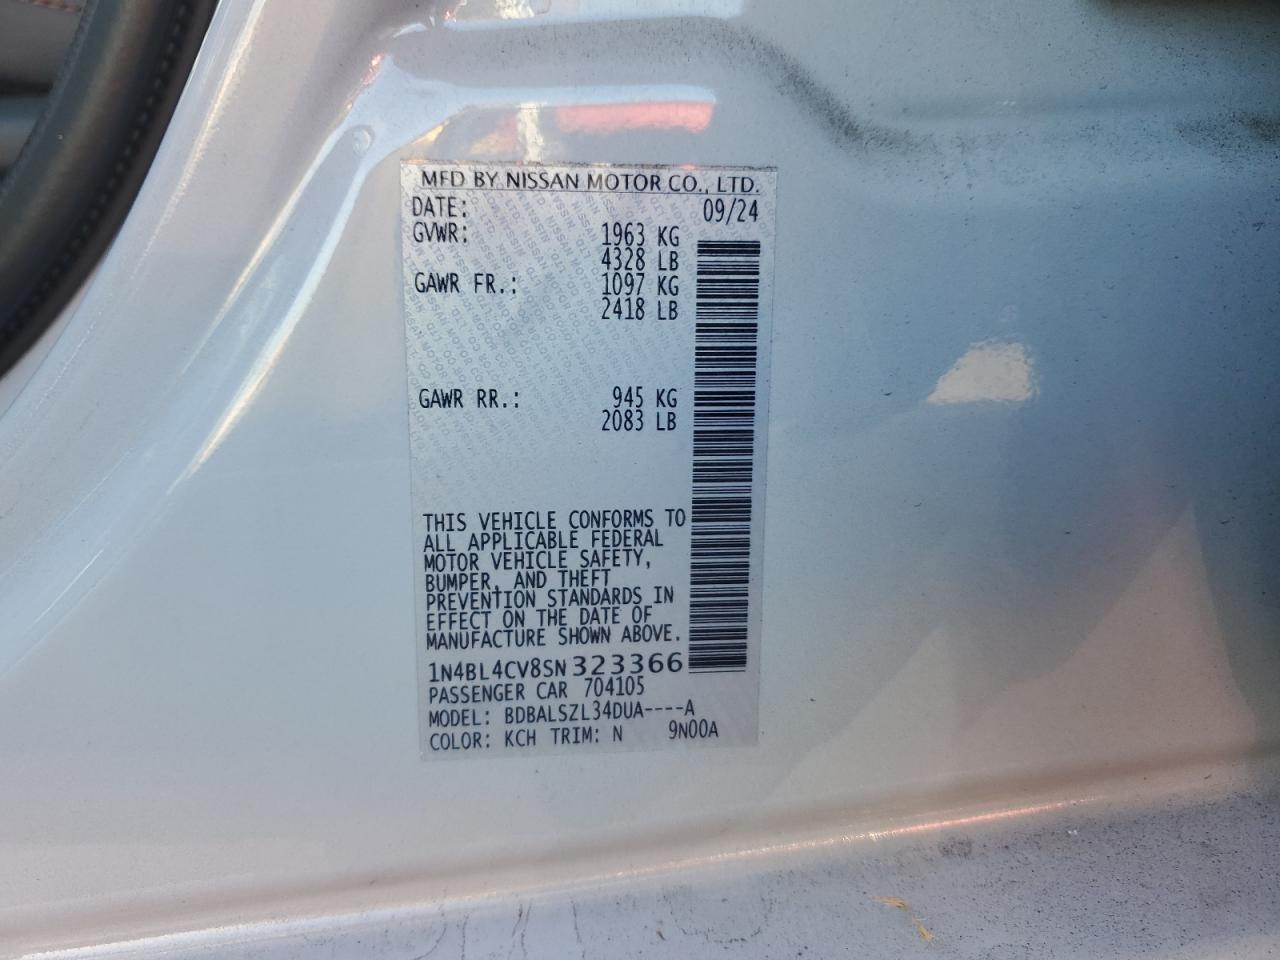 MFD BY NISSAN MOTOR CO., LTD.
DATE: 09/24
GVWR: 1963 KG
4328 LB
GAWR FR.: 1097 KG
2418 LB
GAWR RR.: 945 KG
2083 LB
THIS VEHICLE CONFORMS TO
ALL APPLICABLE FEDERAL
MOTOR VEHICLE SAFETY,
BUMPER, AND THEFT
PREVENTION STANDARDS IN
EFFECT ON THE DATE OF
MANUFACTURE SHOWN ABOVE.
1N4BL4CV8SN323366
PASSENGER CAR 704105
MODEL: BDBALSZL34DUA----A
COLOR: KCH TRIM: N 9N00A